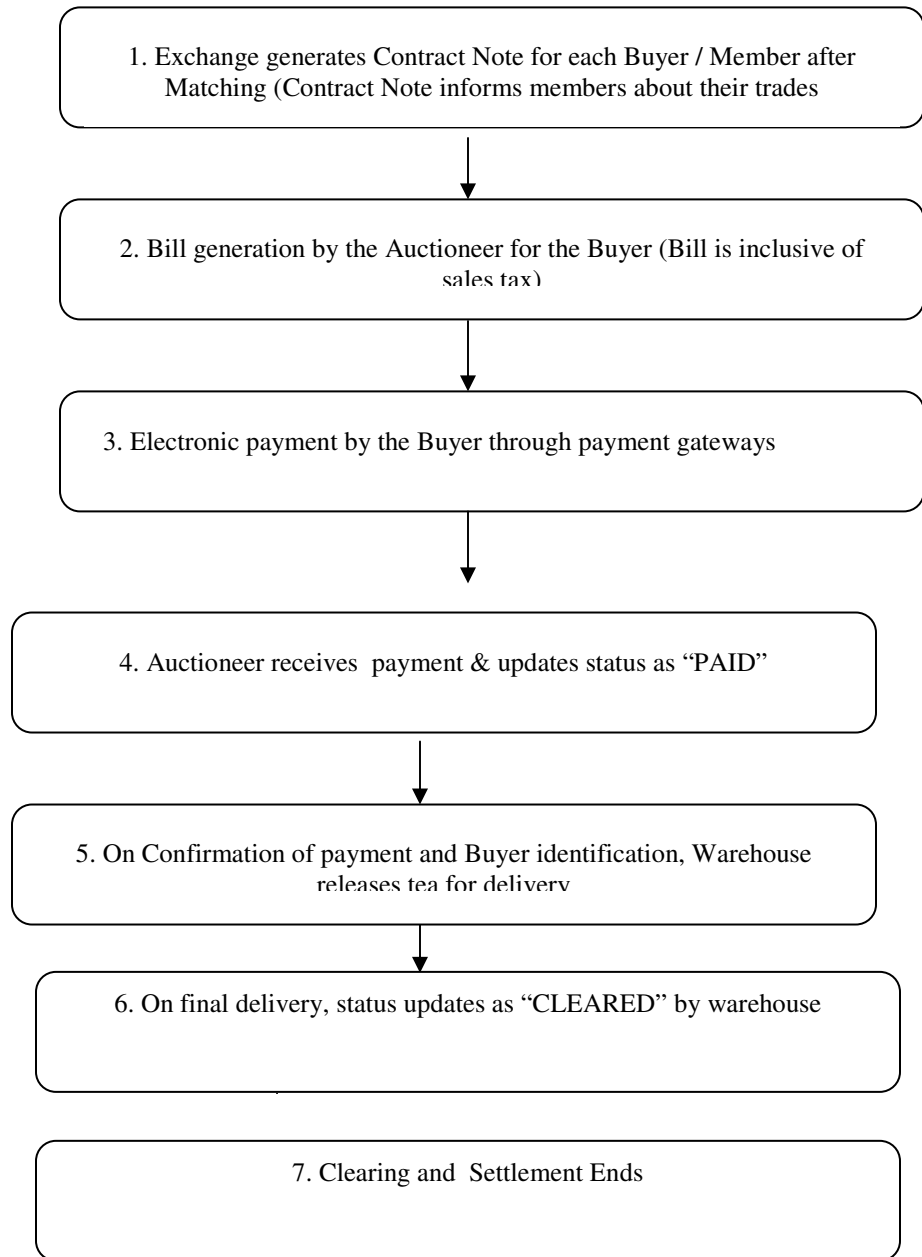 1. Exchange generates Contract Note for each Buyer / Member after
Matching (Contract Note informs members about their trades
2. Bill generation by the Auctioneer for the Buyer (Bill is inclusive of
sales tax)
3. Electronic payment by the Buyer through payment gateways
4. Auctioneer receives payment & updates status as “PAID”
5. On Confirmation of payment and Buyer identification, Warehouse
releases tea for delivery
6. On final delivery, status updates as “CLEARED” by warehouse
7. Clearing and Settlement Ends